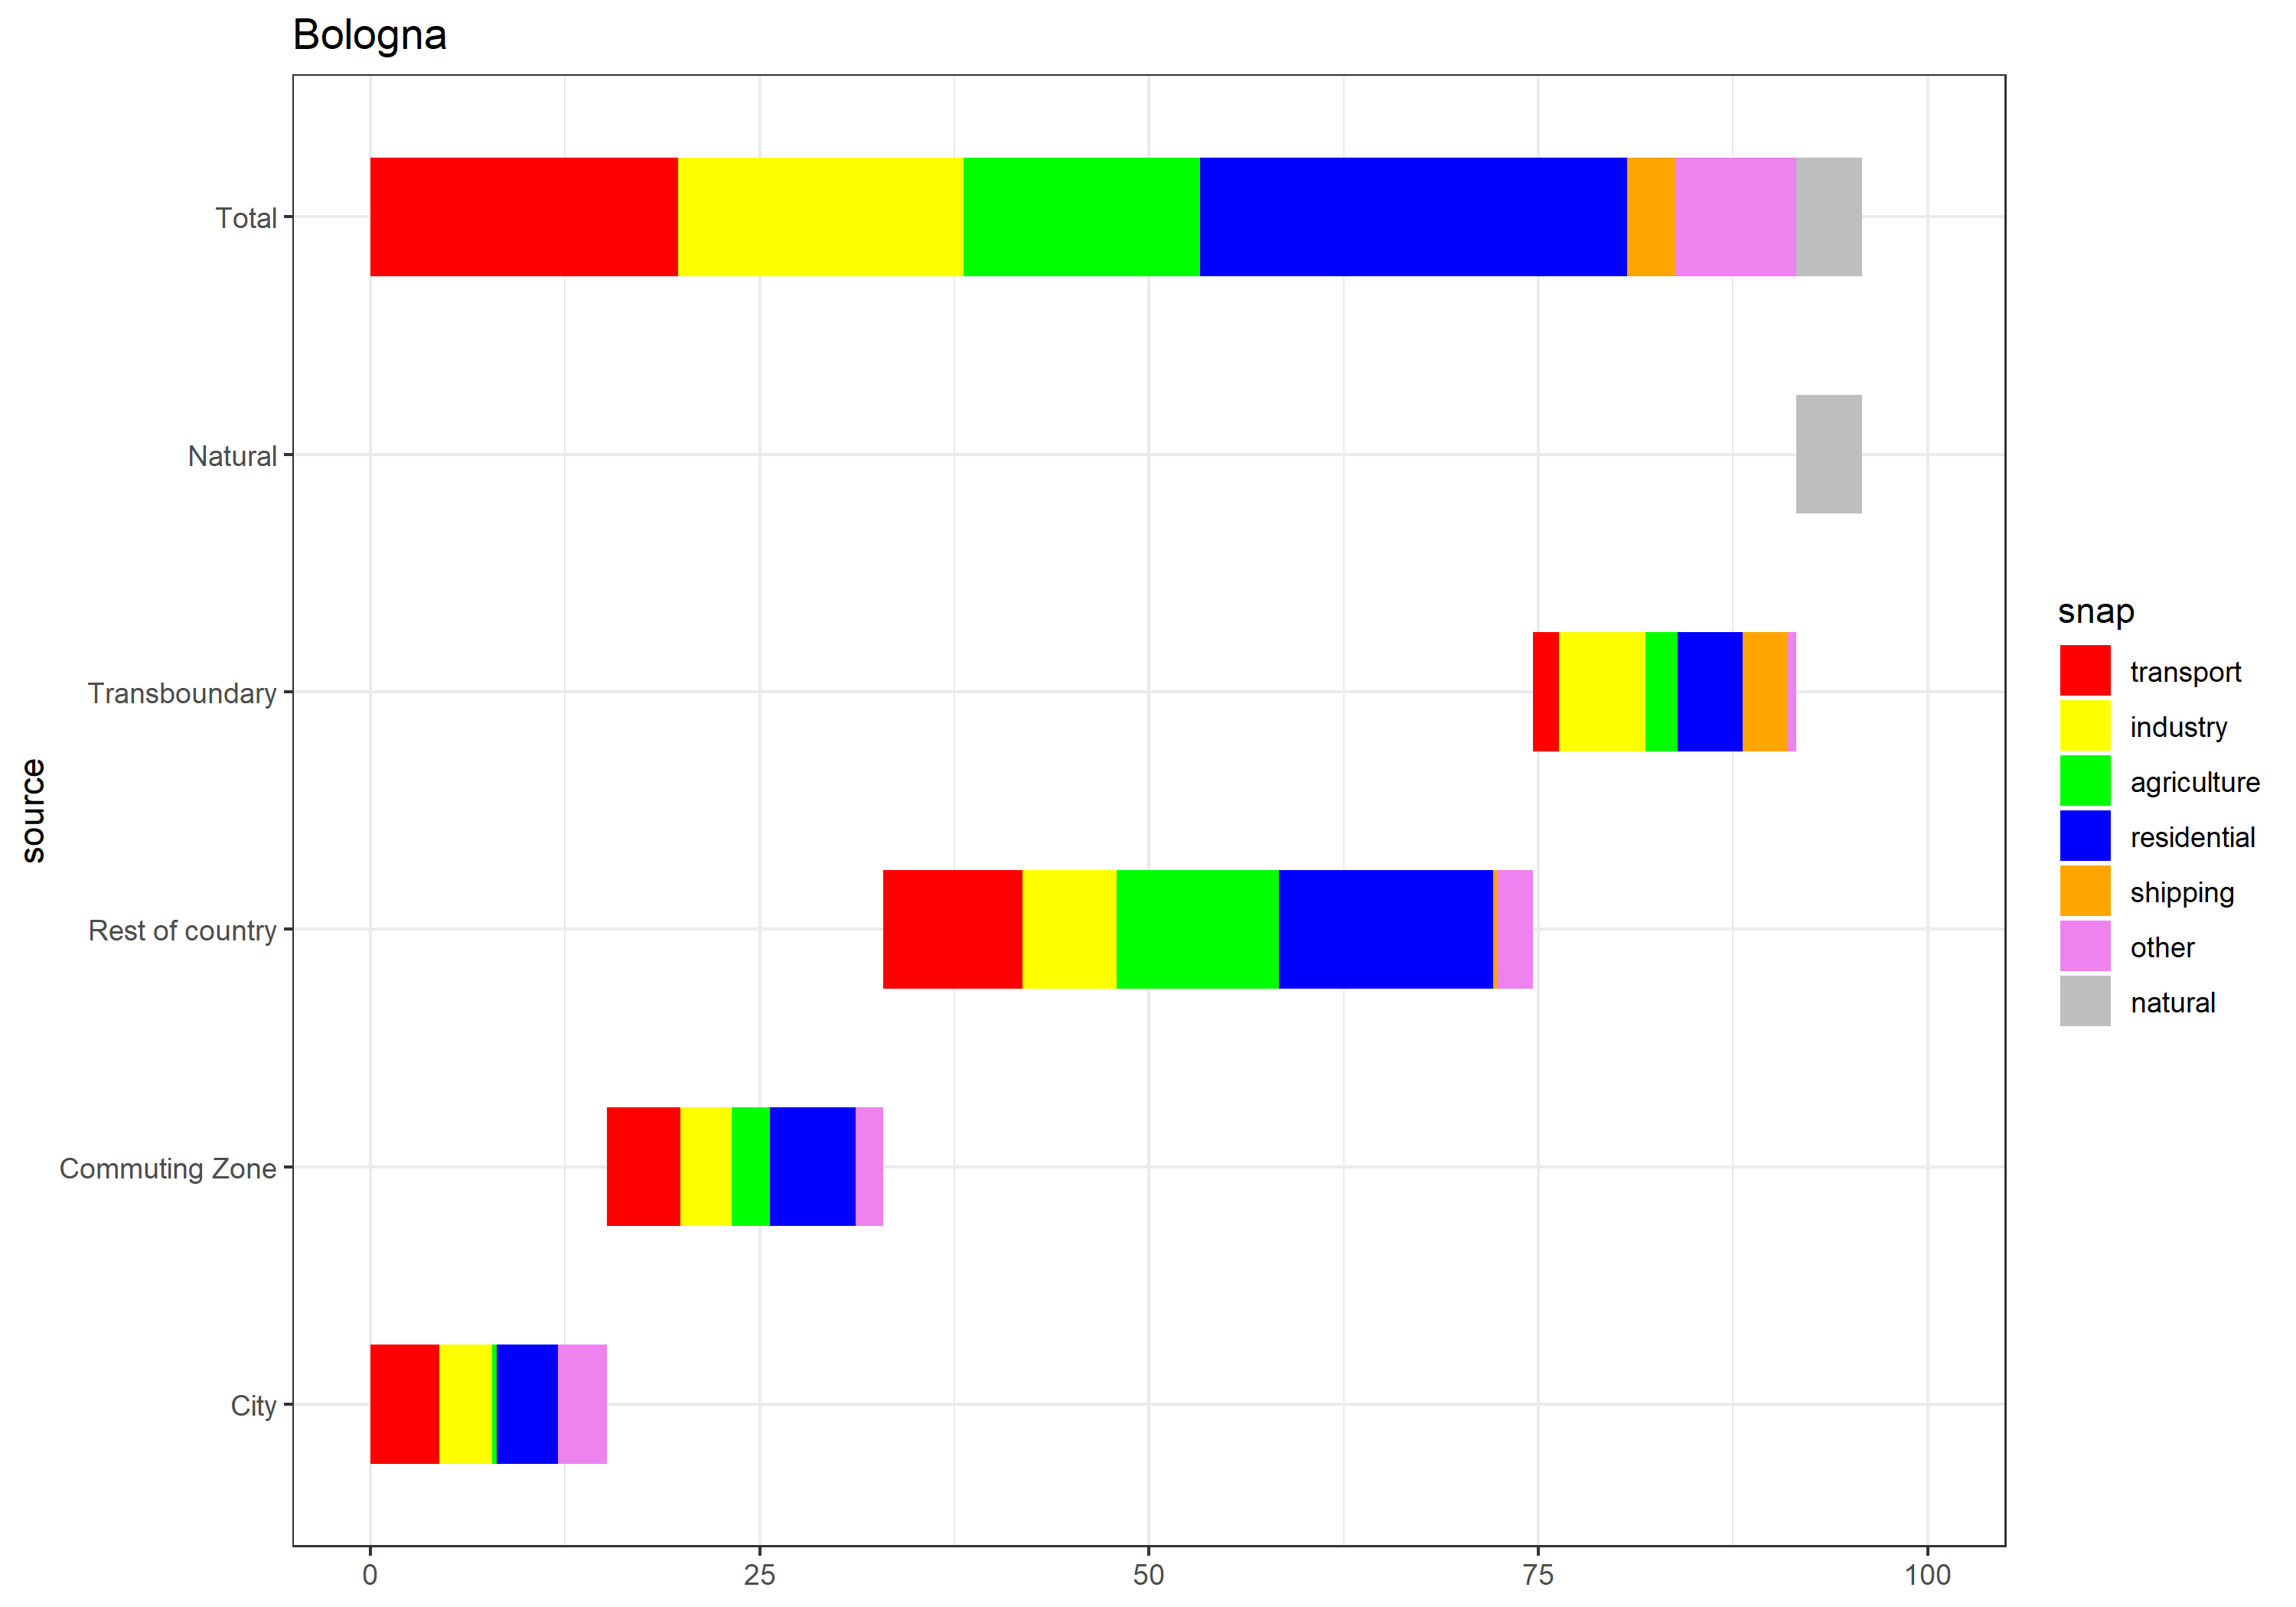 Bologna
Total
Natural
Transboundary
Rest of country
Commuting Zone
City
source
0 25 50 75 100
snap
transport
industry
agriculture
residential
shipping
other
natural